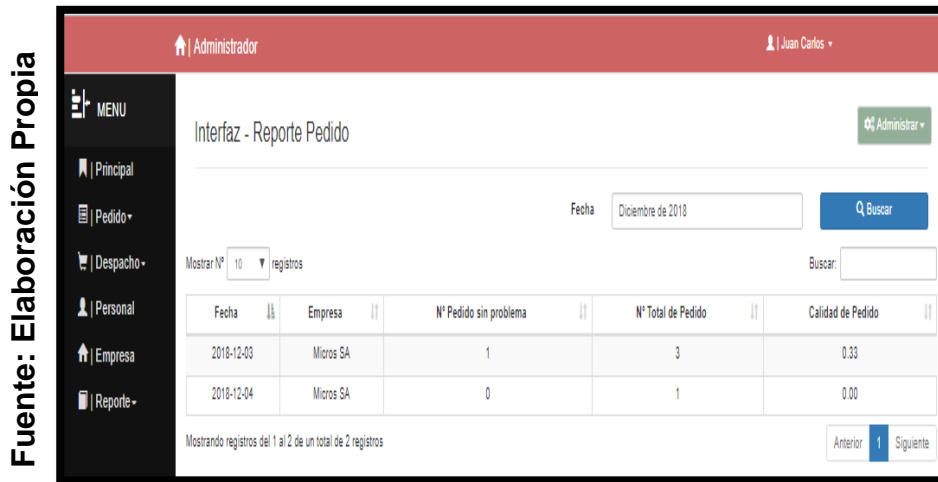 Fuente: Elaboración Propia
| Administrador
| Juan Carlos
MENU
| Principal
| Pedido
| Despacho
| Personal
| Empresa
| Reporte
Interfaz - Reporte Pedido
Administrar
Fecha Diciembre de 2018 Buscar
Mostrar Nº 10 registros Buscar:
Fecha Empresa Nº Pedido sin problema Nº Total de Pedido Calidad de Pedido
2018-12-03 Micros SA 1 3 0.33
2018-12-04 Micros SA 0 1 0.00
Mostrando registros del 1 al 2 de un total de 2 registros
Anterior 1 Siguiente